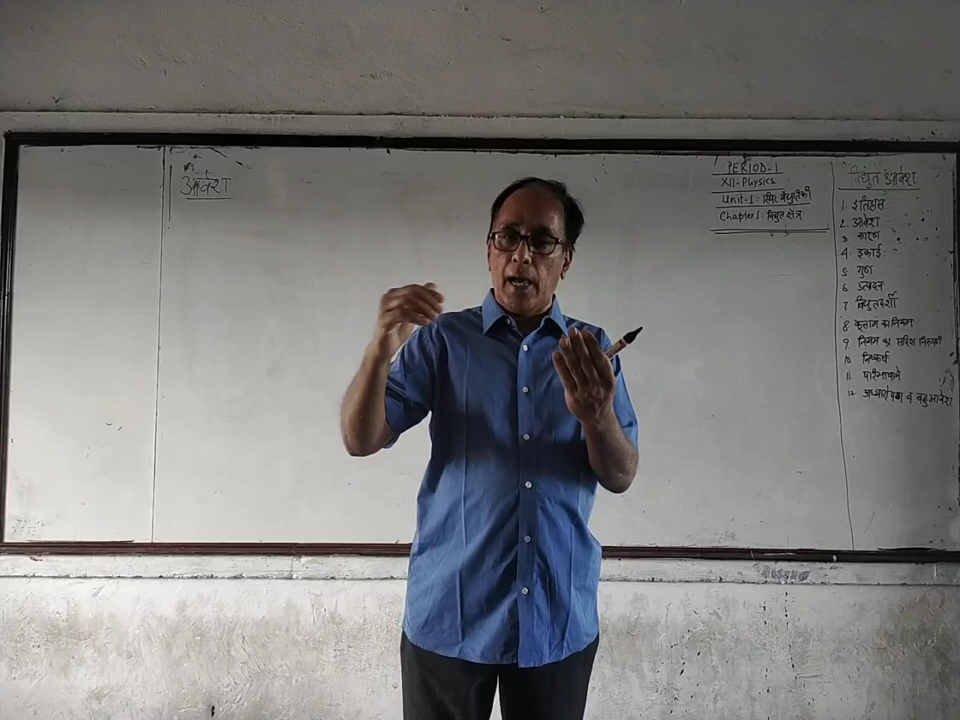 आवेश
PERIOD-1
XII-Physics
Unit-1: स्थिर वैद्युतिकी
Chapter 1: विद्युत क्षेत्र
विद्युत आवेश
1. इतिहास
2. आवेश
3 कारण
4 इकाई
5 गुण
6
7 विद्युतदर्शी
8 कूलाम का नियम
9 नियम का सदिश निरूपण
10 निष्कर्ष
11. परिभाषाएँ
12. अध्यारोपण व बहुआवेश